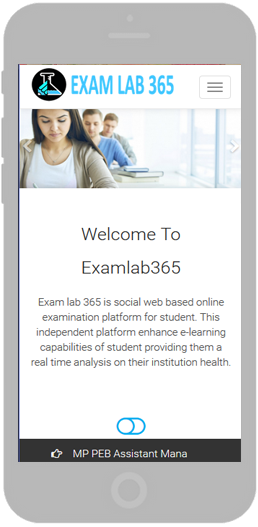 EXAM LAB 365
Welcome To
Examlab365
Exam lab 365 is social web based online
examination platform for student. This
independent platform enhance e-learning
capabilities of student providing them a
real time analysis on their institution health.
MP PEB Assistant Mana